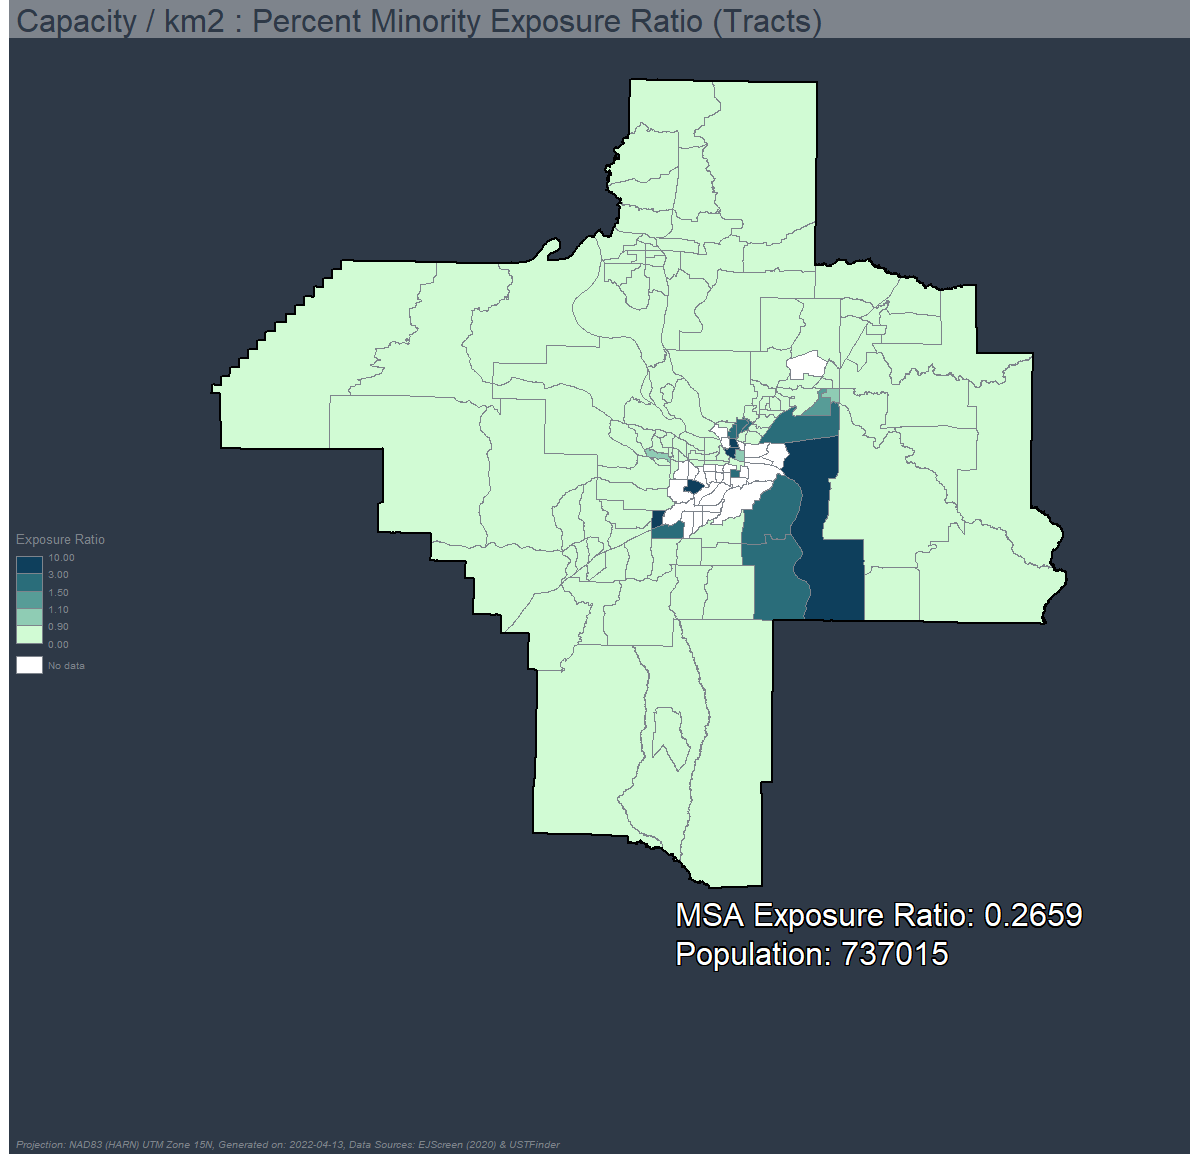 Capacity / km2 : Percent Minority Exposure Ratio (Tracts)
Exposure Ratio
10.00
3.00
1.50
1.10
0.90
0.00
No data
MSA Exposure Ratio: 0.2659
Population: 737015
Projection: NAD83 (HARN) UTM Zone 15N, Generated on: 2022-04-13, Data Sources: EJScreen (2020) & USTFinder